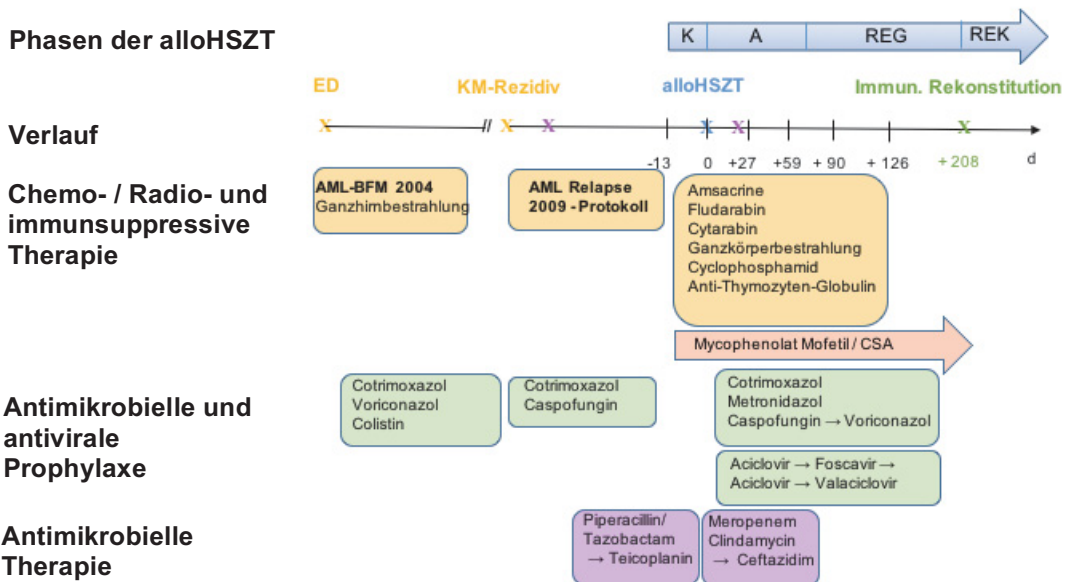 Phasen der alloHSZT
K A REG REK
ED KM-Rezidiv alloHSZT Immun. Rekonstitution
Verlauf
X // X X X X X
-13 0 +27 +59 + 90 + 126 + 208 d
Chemo- / Radio- und
immunsuppressive
Therapie
AML-BFM 2004
Ganzhirnbestrahlung
AML Relapse
2009 - Protokoll
Amsacrine
Fludarabin
Cytarabin
Ganzkörperbestrahlung
Cyclophosphamid
Anti-Thymozyten-Globulin
Mycophenolat Mofetil / CSA
Antimikrobielle und
antivirale
Prophylaxe
Cotrimoxazol
Voriconazol
Colistin
Cotrimoxazol
Caspofungin
Cotrimoxazol
Metronidazol
Caspofungin → Voriconazol
Aciclovir → Foscavir →
Aciclovir → Valaciclovir
Antimikrobielle
Therapie
Piperacillin/
Tazobactam
→ Teicoplanin
Meropenem
Clindamycin
→ Ceftazidim